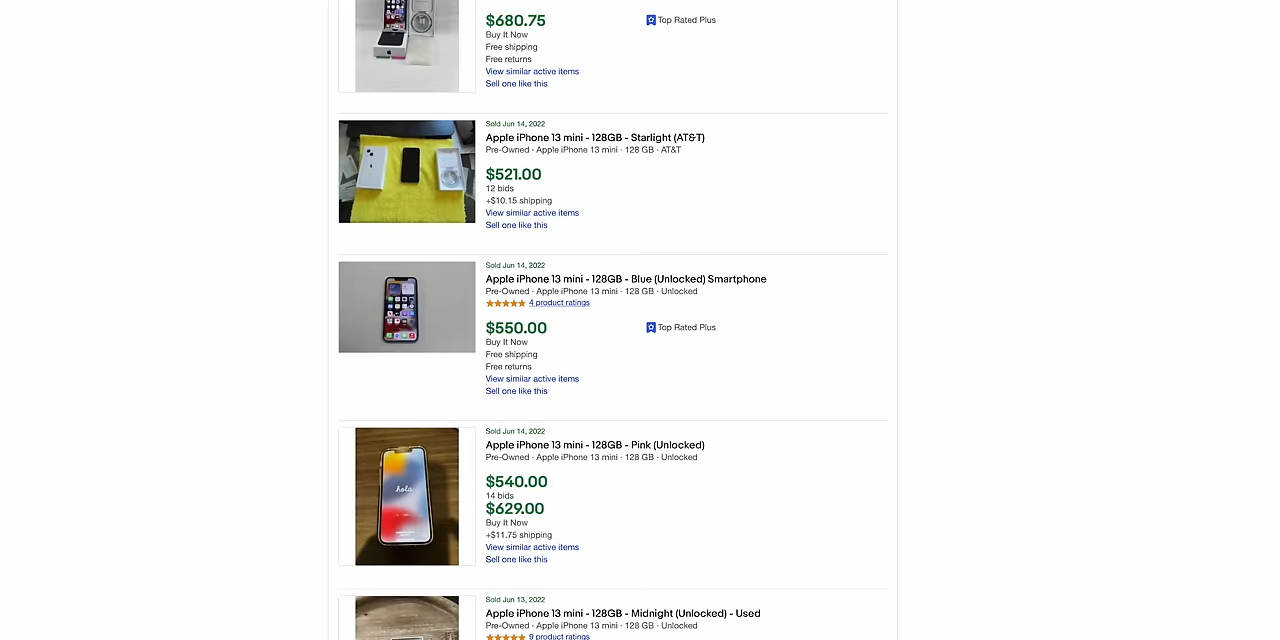 $680.75
Top Rated Plus
Buy It Now
Free shipping
Free returns
View similar active items
Sell one like this
Sold Jun 14, 2022
Apple iPhone 13 mini - 128GB - Starlight (AT&T)
Pre-Owned · Apple iPhone 13 mini · 128 GB · AT&T
$521.00
12 bids
+$10.15 shipping
View similar active items
Sell one like this
Sold Jun 14, 2022
Apple iPhone 13 mini - 128GB - Blue (Unlocked) Smartphone
Pre-Owned · Apple iPhone 13 mini · 128 GB · Unlocked
4 product ratings
$550.00
Top Rated Plus
Buy It Now
Free shipping
Free returns
View similar active items
Sell one like this
Sold Jun 14, 2022
Apple iPhone 13 mini - 128GB - Pink (Unlocked)
Pre-Owned · Apple iPhone 13 mini · 128 GB · Unlocked
hola
$540.00
14 bids
$629.00
Buy It Now
+$11.75 shipping
View similar active items
Sell one like this
Sold Jun 13, 2022
Apple iPhone 13 mini - 128GB - Midnight (Unlocked) - Used
Pre-Owned · Apple iPhone 13 mini · 128 GB · Unlocked
9 product ratings